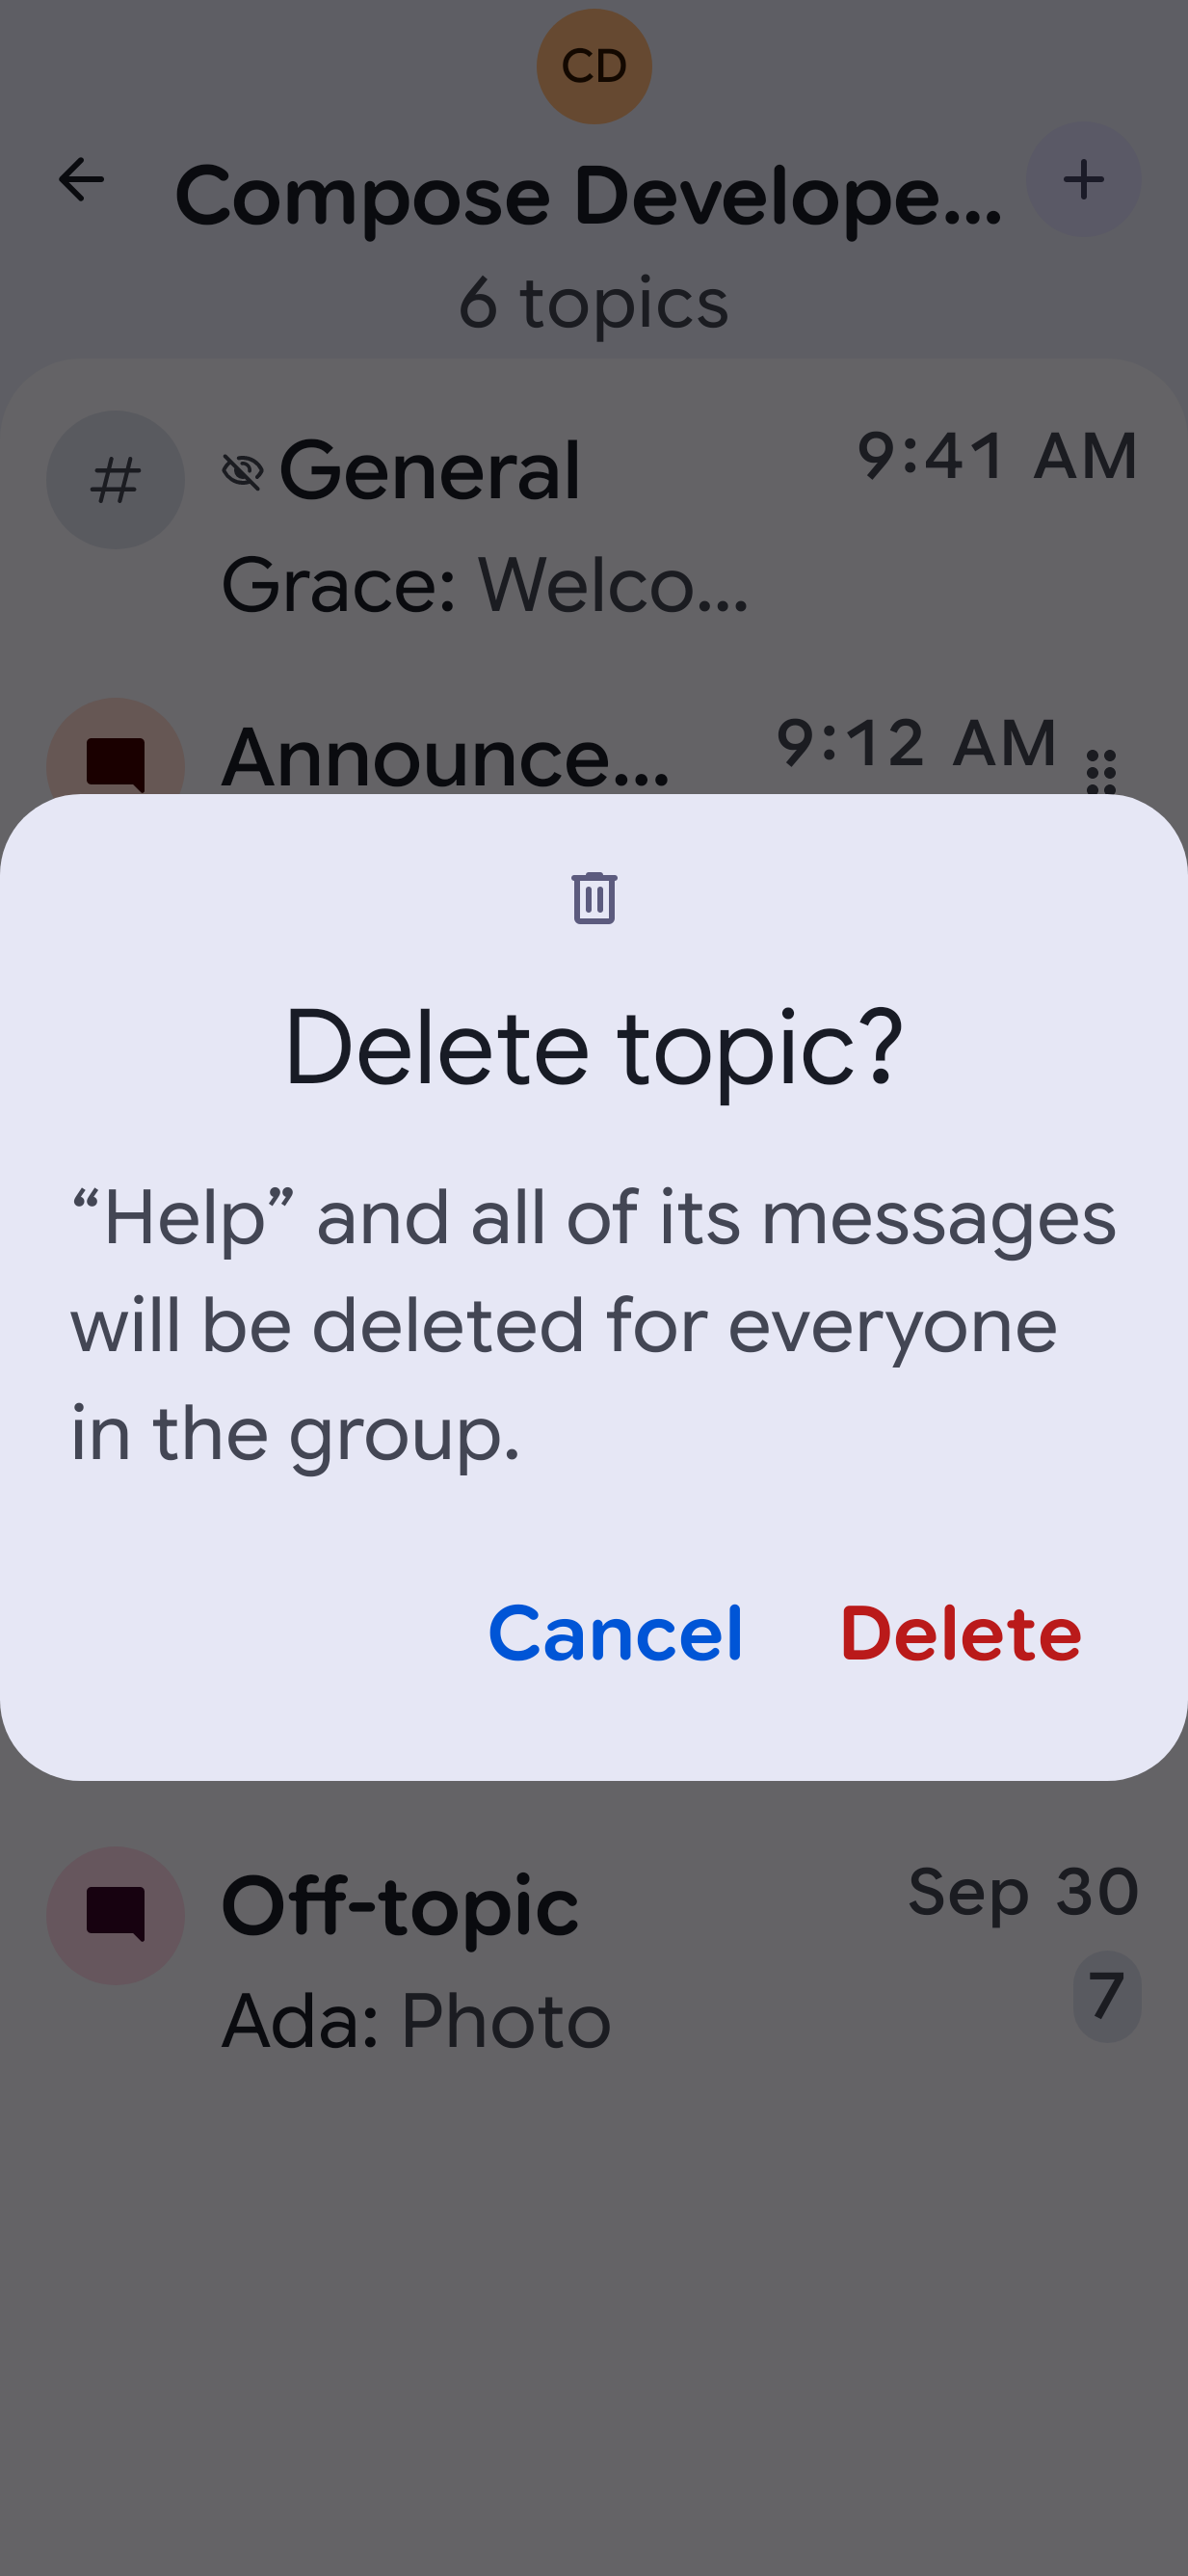 CD
Compose Develope...
6 topics
#
General
9:41 AM
Grace: Welco...
Announce...
9:12 AM
Delete topic?
“Help” and all of its messages
will be deleted for everyone
in the group.
Cancel
Delete
Off-topic
Sep 30
Ada: Photo
7